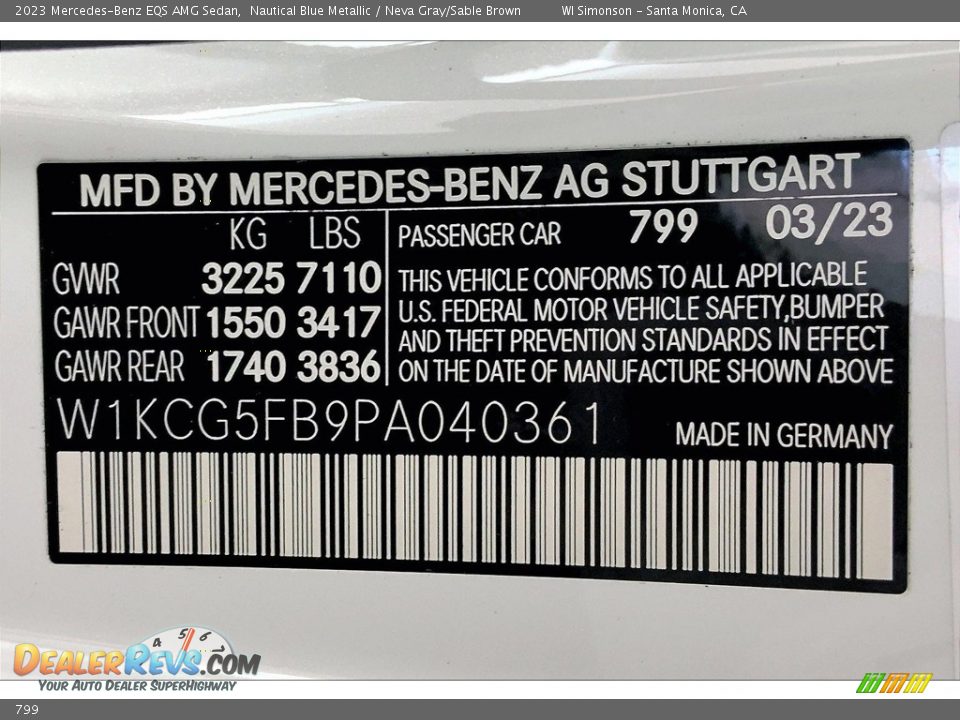 2023 Mercedes-Benz EQS AMG Sedan, Nautical Blue Metallic / Neva Gray/Sable Brown WI Simonson - Santa Monica, CA
MFD BY MERCEDES-BENZ AG STUTTGART
KG LBS
GVWR 3225 7110
GAWR FRONT 1550 3417
GAWR REAR 1740 3836
PASSENGER CAR 799 03/23
THIS VEHICLE CONFORMS TO ALL APPLICABLE
U.S. FEDERAL MOTOR VEHICLE SAFETY,BUMPER
AND THEFT PREVENTION STANDARDS IN EFFECT
ON THE DATE OF MANUFACTURE SHOWN ABOVE
W1KCG5FB9PA040361
MADE IN GERMANY
4 5 6
DEALERREVS.COM
YOUR AUTO DEALER SUPERHIGHWAY
799